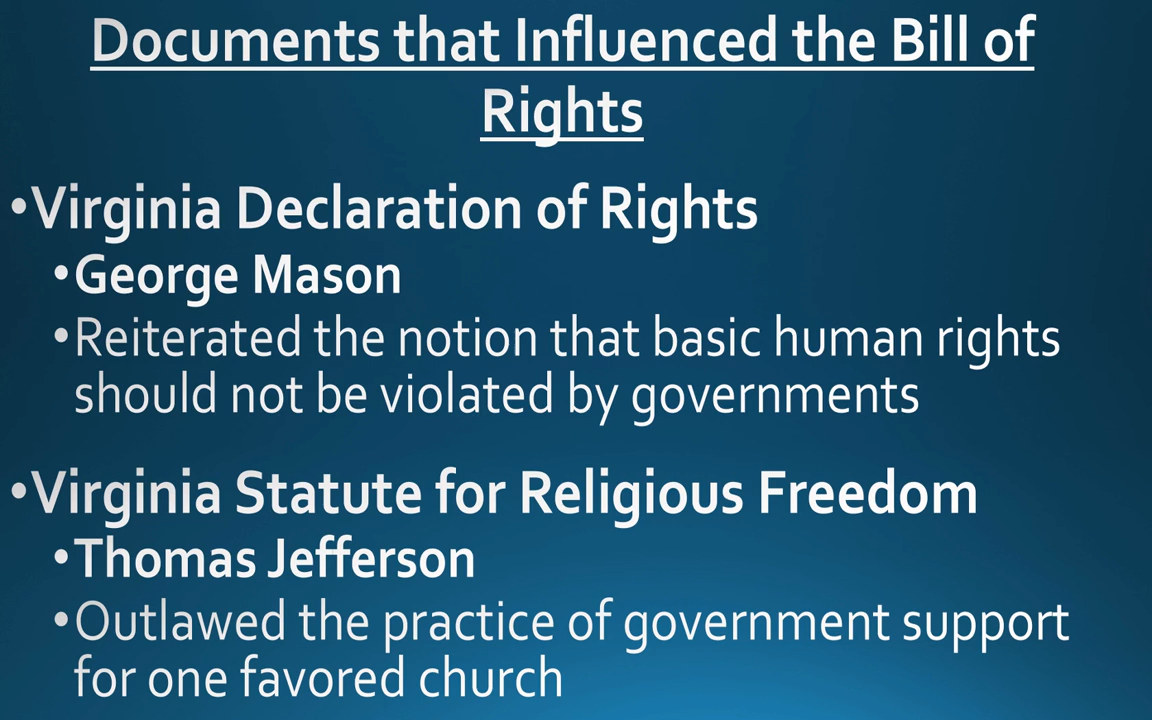 Documents that Influenced the Bill of
Rights
•Virginia Declaration of Rights
•George Mason
•Reiterated the notion that basic human rights
should not be violated by governments
•Virginia Statute for Religious Freedom
•Thomas Jefferson
•Outlawed the practice of government support
for one favored church